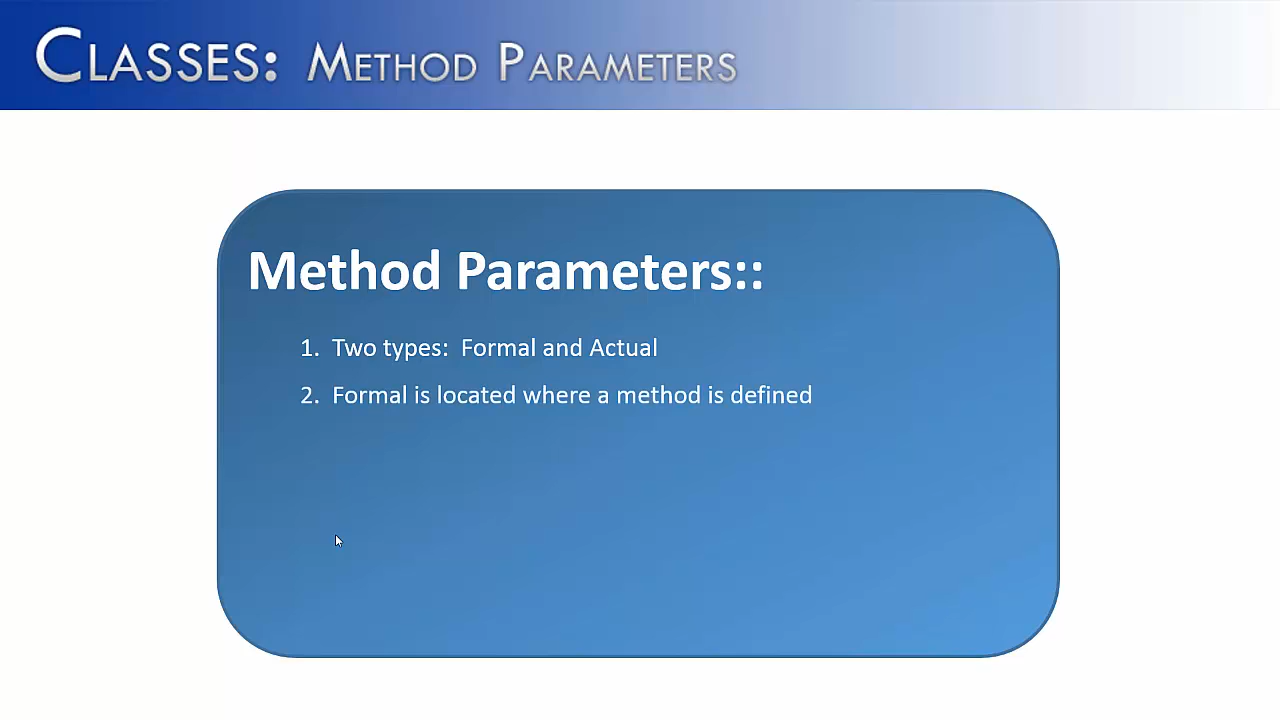 CLASSES: METHOD PARAMETERS
Method Parameters::
1. Two types: Formal and Actual
2. Formal is located where a method is defined